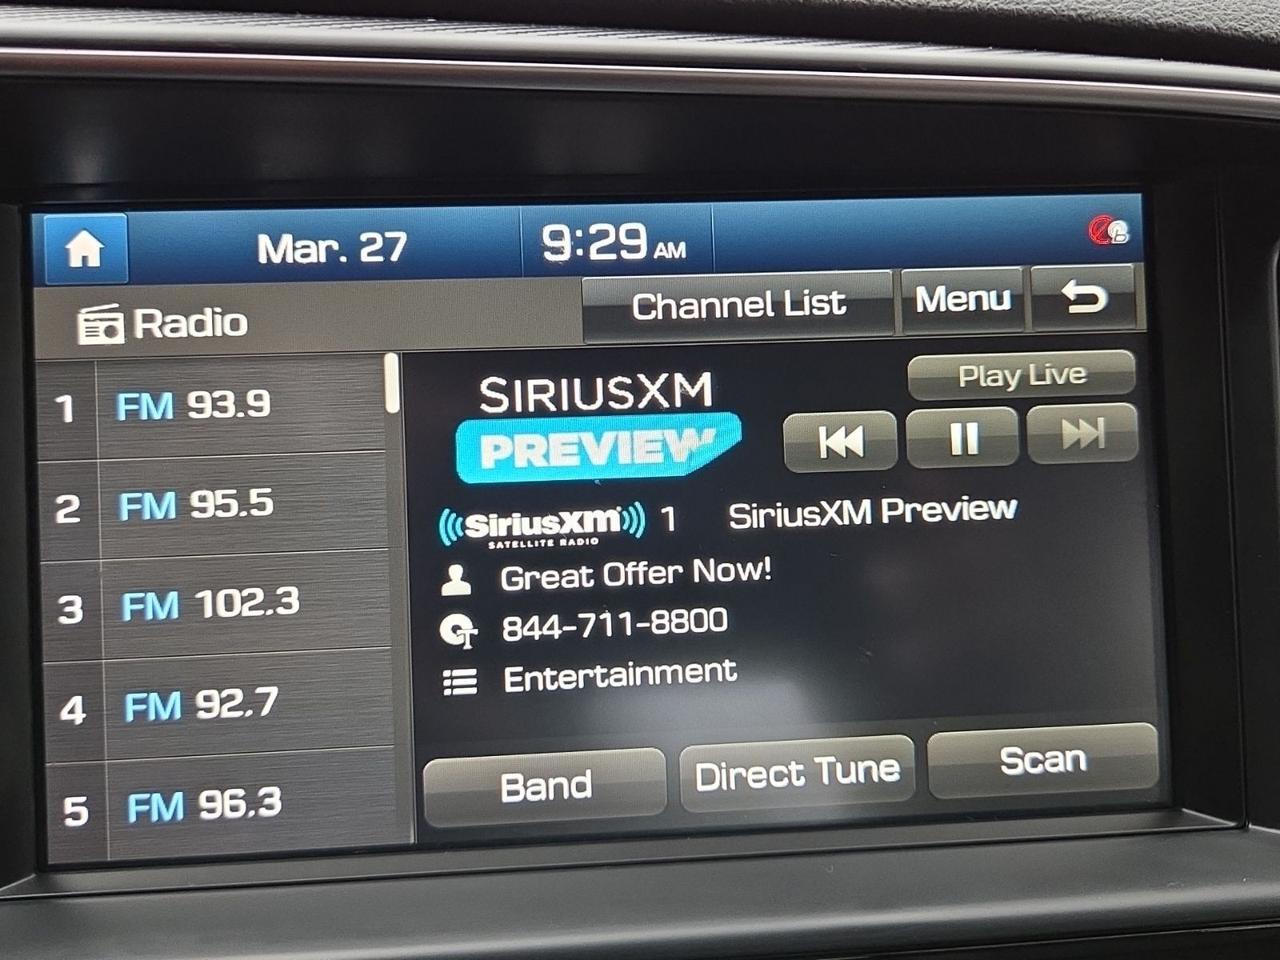 Mar. 27
9:29 AM
Radio
Channel List
Menu
1 FM 93.9
2 FM 95.5
3 FM 102.3
4 FM 92.7
5 FM 96.3
SIRIUSXM
PREVIEW
Play Live
((SiriusXM)) 1 SiriusXM Preview
SATELLITE RADIO
Great Offer Now!
844-711-8800
Entertainment
Band
Direct Tune
Scan